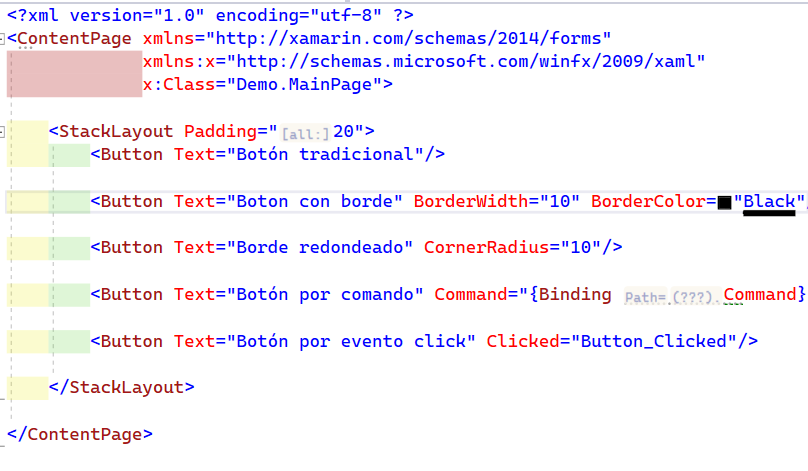 <?xml version="1.0" encoding="utf-8" ?>
<ContentPage xmlns="http://xamarin.com/schemas/2014/forms"
xmlns:x="http://schemas.microsoft.com/winfx/2009/xaml"
x:Class="Demo.MainPage">
<StackLayout Padding="[all:]20">
<Button Text="Botón tradicional"/>
<Button Text="Boton con borde" BorderWidth="10" BorderColor="Black"/
<Button Text="Borde redondeado" CornerRadius="10"/>
<Button Text="Botón por comando" Command="{Binding Path= (???).Command}
<Button Text="Botón por evento click" Clicked="Button_Clicked"/>
</StackLayout>
</ContentPage>